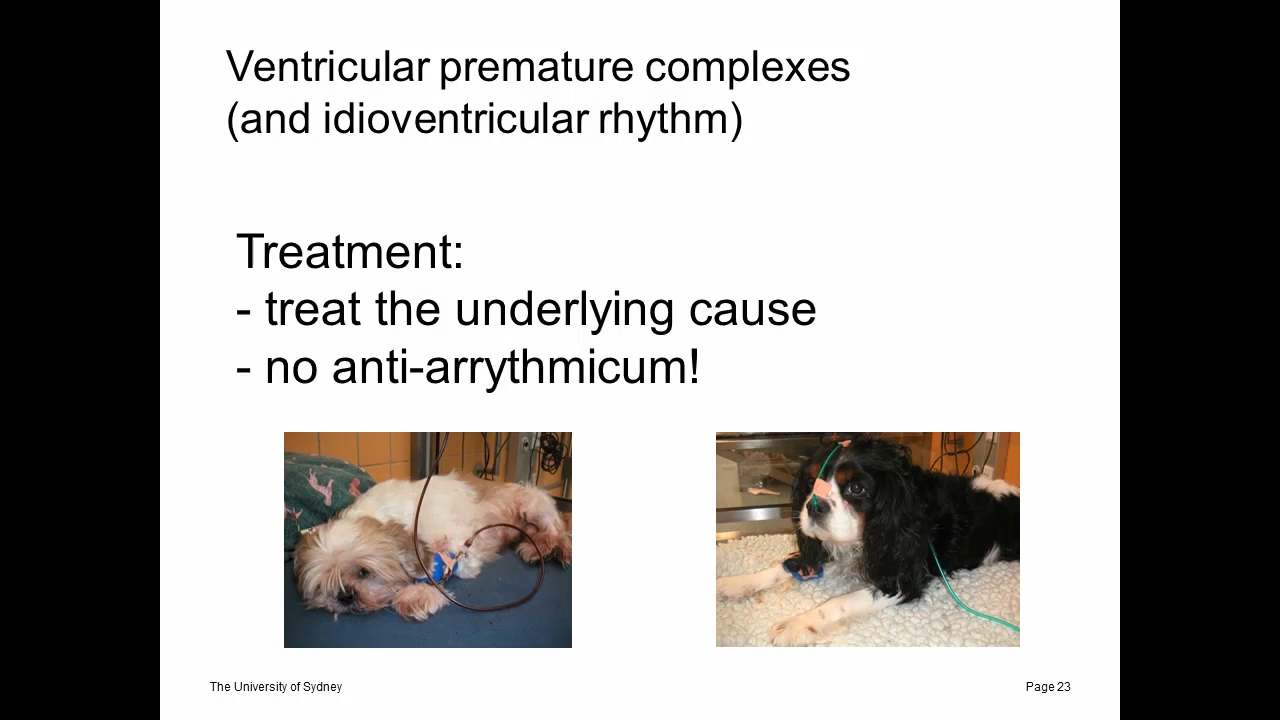 Ventricular premature complexes
(and idioventricular rhythm)
Treatment:
- treat the underlying cause
- no anti-arrythmicum!
The University of Sydney
Page 23